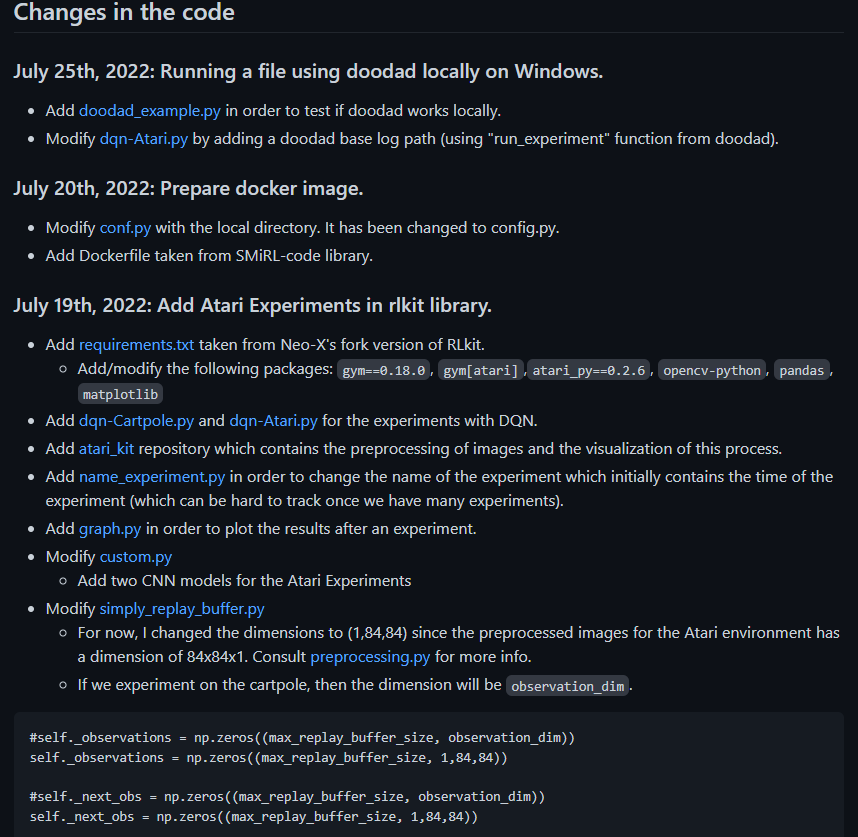 Changes in the code
July 25th, 2022: Running a file using doodad locally on Windows.
Add doodad_example.py in order to test if doodad works locally.
Modify dqn-Atari.py by adding a doodad base log path (using "run_experiment" function from doodad).
July 20th, 2022: Prepare docker image.
Modify conf.py with the local directory. It has been changed to config.py.
Add Dockerfile taken from SMiRL-code library.
July 19th, 2022: Add Atari Experiments in rlkit library.
Add requirements.txt taken from Neo-X's fork version of RLkit.
Add/modify the following packages: gym==0.18.0, gym[atari], atari_py==0.2.6, opencv-python, pandas,
matplotlib
Add dqn-Cartpole.py and dqn-Atari.py for the experiments with DQN.
Add atari_kit repository which contains the preprocessing of images and the visualization of this process.
Add name_experiment.py in order to change the name of the experiment which initially contains the time of the
experiment (which can be hard to track once we have many experiments).
Add graph.py in order to plot the results after an experiment.
Modify custom.py
Add two CNN models for the Atari Experiments
Modify simply_replay_buffer.py
For now, I changed the dimensions to (1,84,84) since the preprocessed images for the Atari environment has
a dimension of 84x84x1. Consult preprocessing.py for more info.
If we experiment on the cartpole, then the dimension will be observation_dim.
#self._observations = np.zeros((max_replay_buffer_size, observation_dim))
self._observations = np.zeros((max_replay_buffer_size, 1,84,84))
#self._next_obs = np.zeros((max_replay_buffer_size, observation_dim))
self._next_obs = np.zeros((max_replay_buffer_size, 1,84,84))